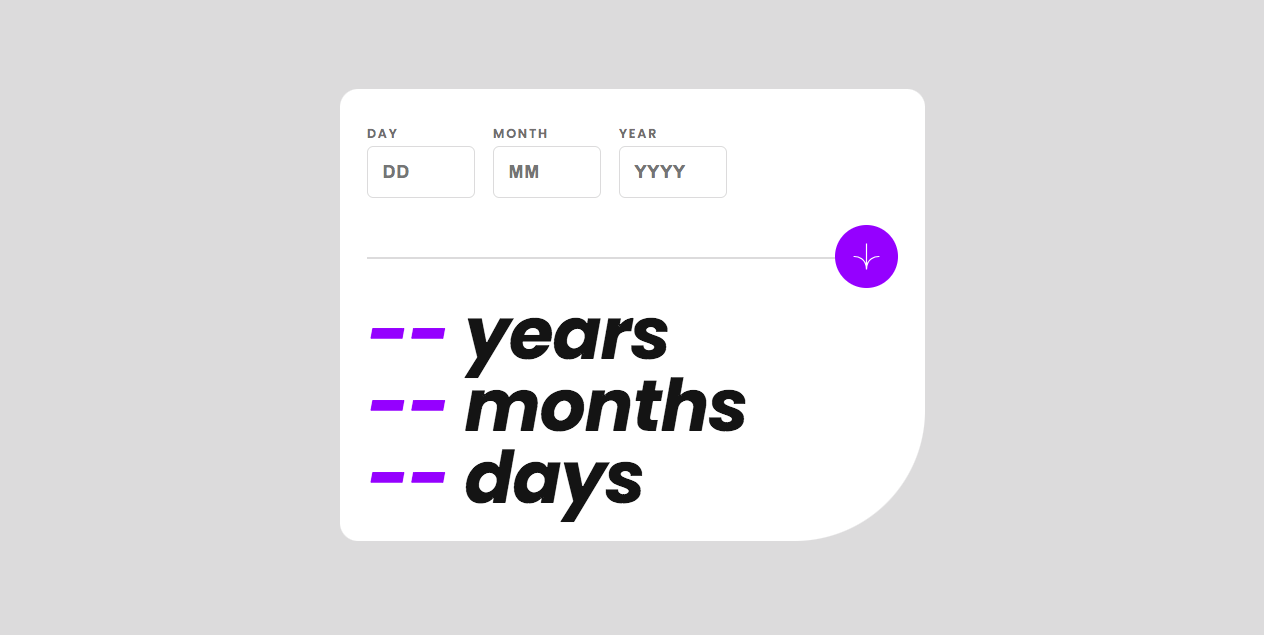 DAY MONTH YEAR
DD MM YYYY
-- years
-- months
-- days